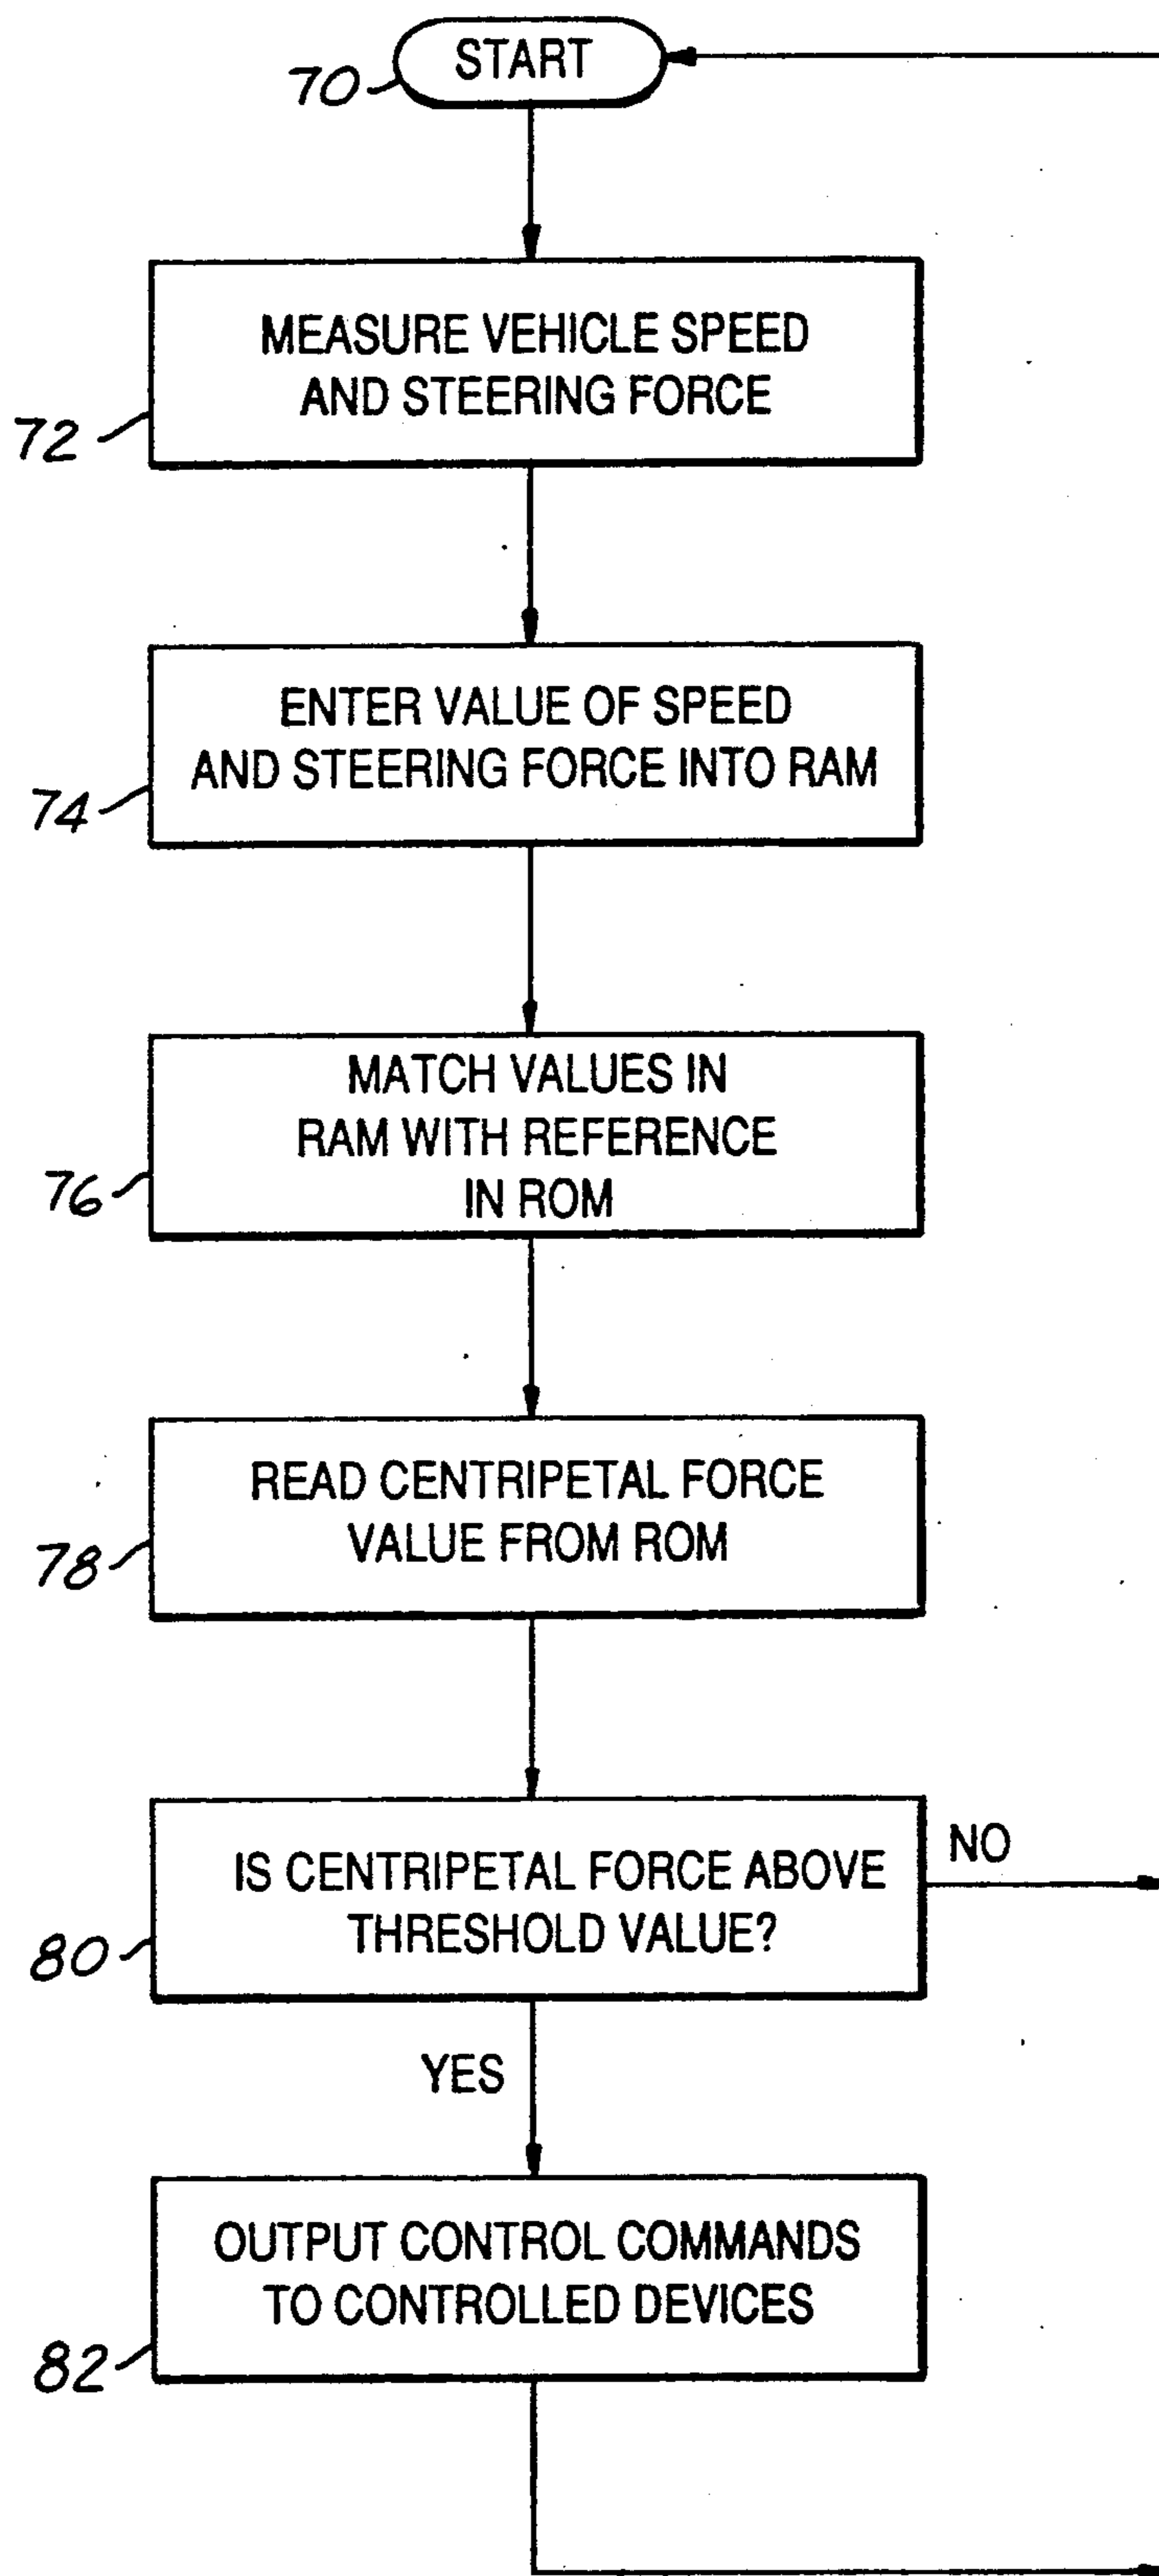 START
70
MEASURE VEHICLE SPEED
AND STEERING FORCE
72
ENTER VALUE OF SPEED
AND STEERING FORCE INTO RAM
74
MATCH VALUES IN
RAM WITH REFERENCE
IN ROM
76
READ CENTRIPETAL FORCE
VALUE FROM ROM
78
IS CENTRIPETAL FORCE ABOVE
THRESHOLD VALUE?
NO
80
YES
OUTPUT CONTROL COMMANDS
TO CONTROLLED DEVICES
82